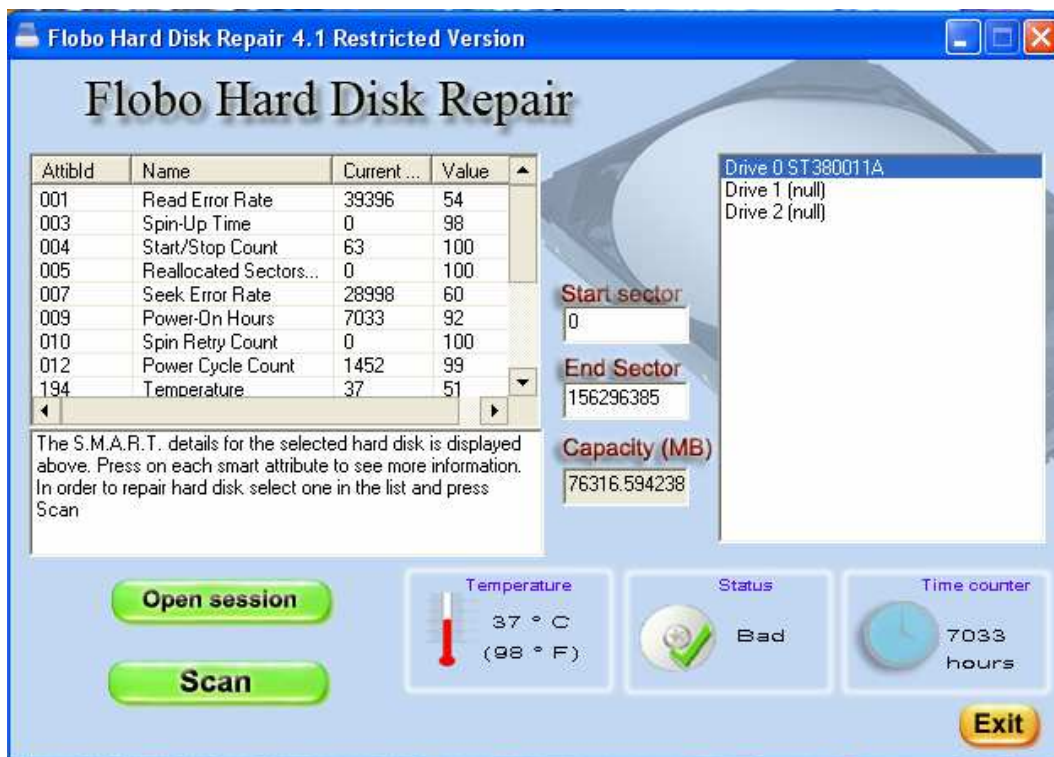 Flobo Hard Disk Repair 4.1 Restricted Version
Flobo Hard Disk Repair
AttibId Name Current ... Value
001 Read Error Rate 39396 54
003 Spin-Up Time 0 98
004 Start/Stop Count 63 100
005 Reallocated Sectors... 0 100
007 Seek Error Rate 28998 60
009 Power-On Hours 7033 92
010 Spin Retry Count 0 100
012 Power Cycle Count 1452 99
194 Temperature 37 51
The S.M.A.R.T. details for the selected hard disk is displayed
above. Press on each smart attribute to see more information.
In order to repair hard disk select one in the list and press
Scan
Start sector
0
End Sector
156296385
Capacity (MB)
76316.594238
Drive 0 ST380011A
Drive 1 (null)
Drive 2 (null)
Open session
Scan
Temperature
37 ° C
(98 ° F)
Status
Bad
Time counter
7033
hours
Exit